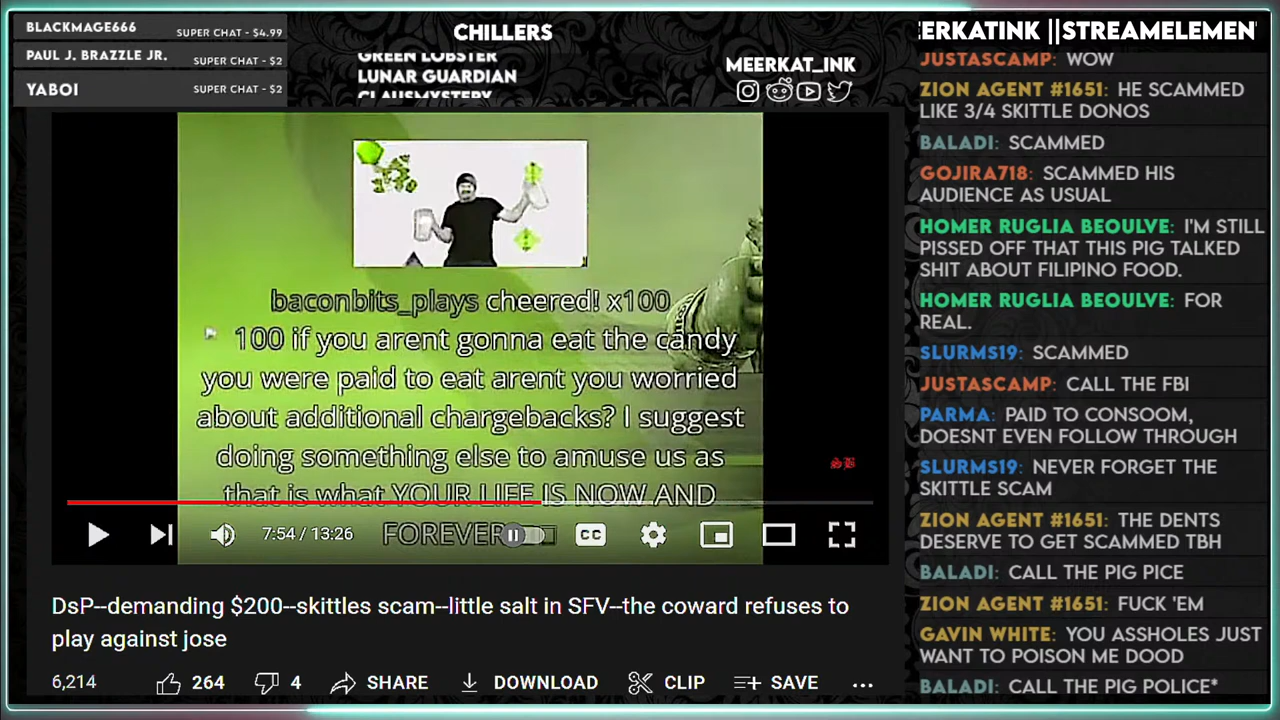 BLACKMAGE666
SUPER CHAT - $4.99
PAUL J. BRAZZLE JR.
SUPER CHAT - $2
YABOI
SUPER CHAT - $2
CHILLERS
GREEN LOBSTER
LUNAR GUARDIAN
CLAUSMYSTERY
MEERKAT_INK
baconbits_plays cheered! x100
100 if you arent gonna eat the candy
you were paid to eat arent you worried
about additional chargebacks? I suggest
doing something else to amuse us as
that is what YOUR LIFE IS NOW AND
FOREVER
SB
7:54 / 13:26
CC
DsP--demanding $200--skittles scam--little salt in SFV--the coward refuses to
play against jose
6,214
264
4
SHARE
DOWNLOAD
CLIP
SAVE
EERKATINK ||STREAMELEMEN
JUSTASCAMP: WOW
ZION AGENT #1651: HE SCAMMED
LIKE 3/4 SKITTLE DONOS
BALADI: SCAMMED
GOJIRA718: SCAMMED HIS
AUDIENCE AS USUAL
HOMER RUGLIA BEOULVE: I'M STILL
PISSED OFF THAT THIS PIG TALKED
SHIT ABOUT FILIPINO FOOD.
HOMER RUGLIA BEOULVE: FOR
REAL.
SLURMS19: SCAMMED
JUSTASCAMP: CALL THE FBI
PARMA: PAID TO CONSOOM,
DOESNT EVEN FOLLOW THROUGH
SLURMS19: NEVER FORGET THE
SKITTLE SCAM
ZION AGENT #1651: THE DENTS
DESERVE TO GET SCAMMED TBH
BALADI: CALL THE PIG PICE
ZION AGENT #1651: FUCK 'EM
GAVIN WHITE: YOU ASSHOLES JUST
WANT TO POISON ME DOOD
BALADI: CALL THE PIG POLICE*